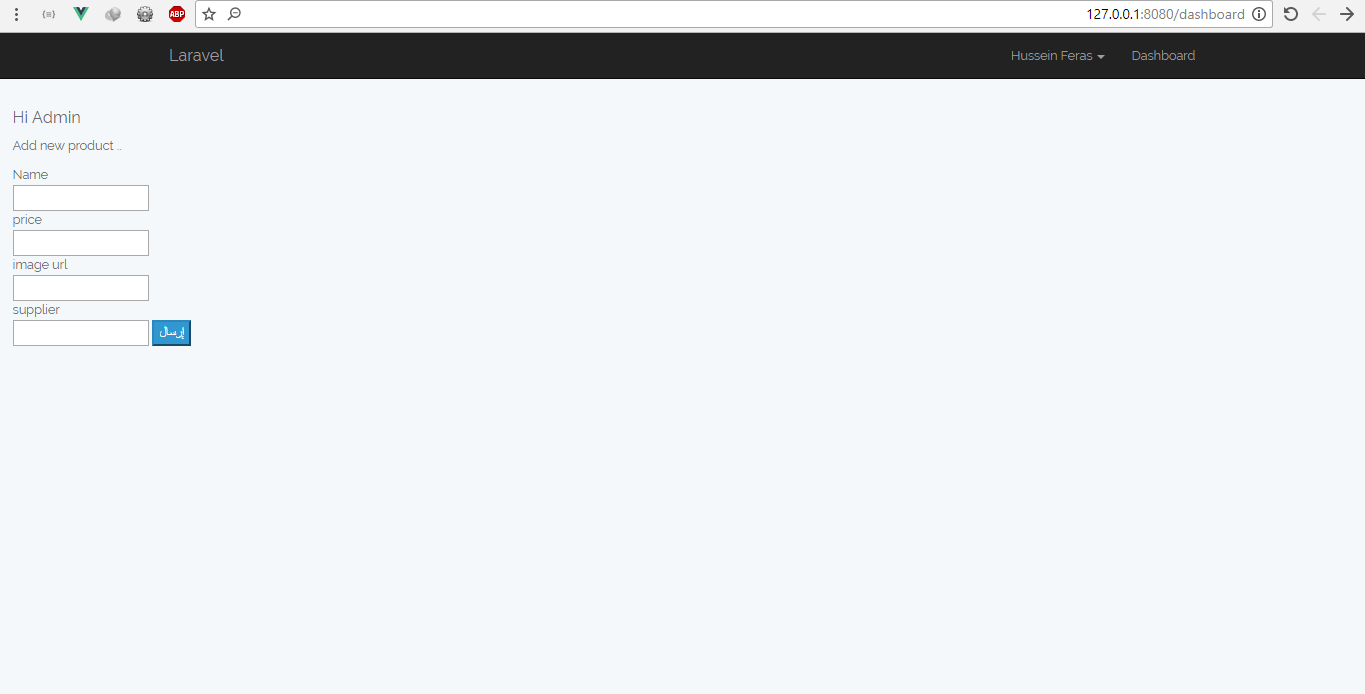 ABP
127.0.0.1:8080/dashboard
Laravel
Hussein Feras
Dashboard
Hi Admin
Add new product ..
Name
price
image url
supplier
إرسال